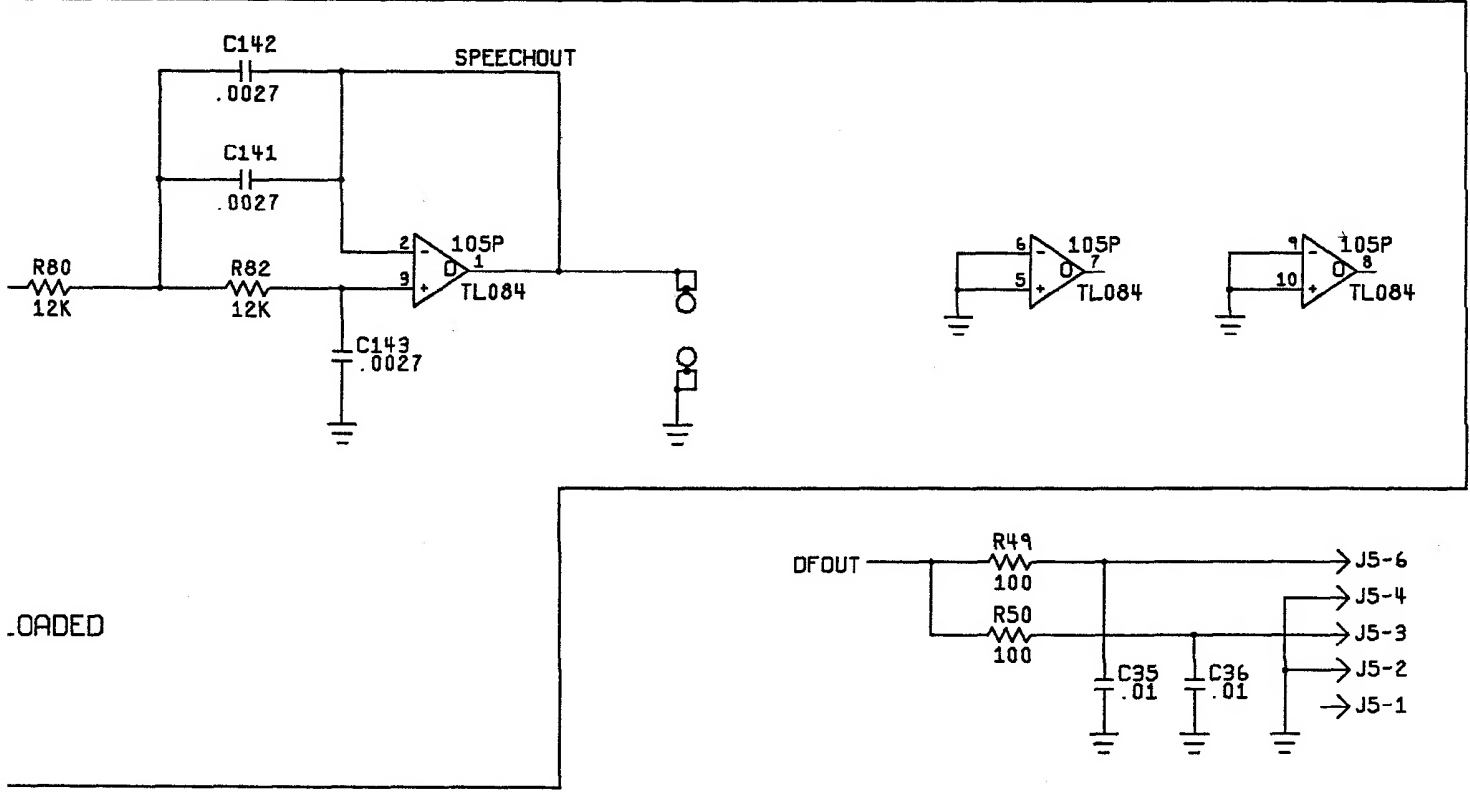 C142
.0027
SPEECHOUT
C141
.0027
R80
12K
R82
12K
2
-
3
+
105P
1
TL084
C143
.0027
6
-
5
+
105P
7
TL084
9
-
10
+
105P
8
TL084
DFOUT
R49
100
R50
100
C35
.01
C36
.01
J5-6
J5-4
J5-3
J5-2
J5-1
OADED